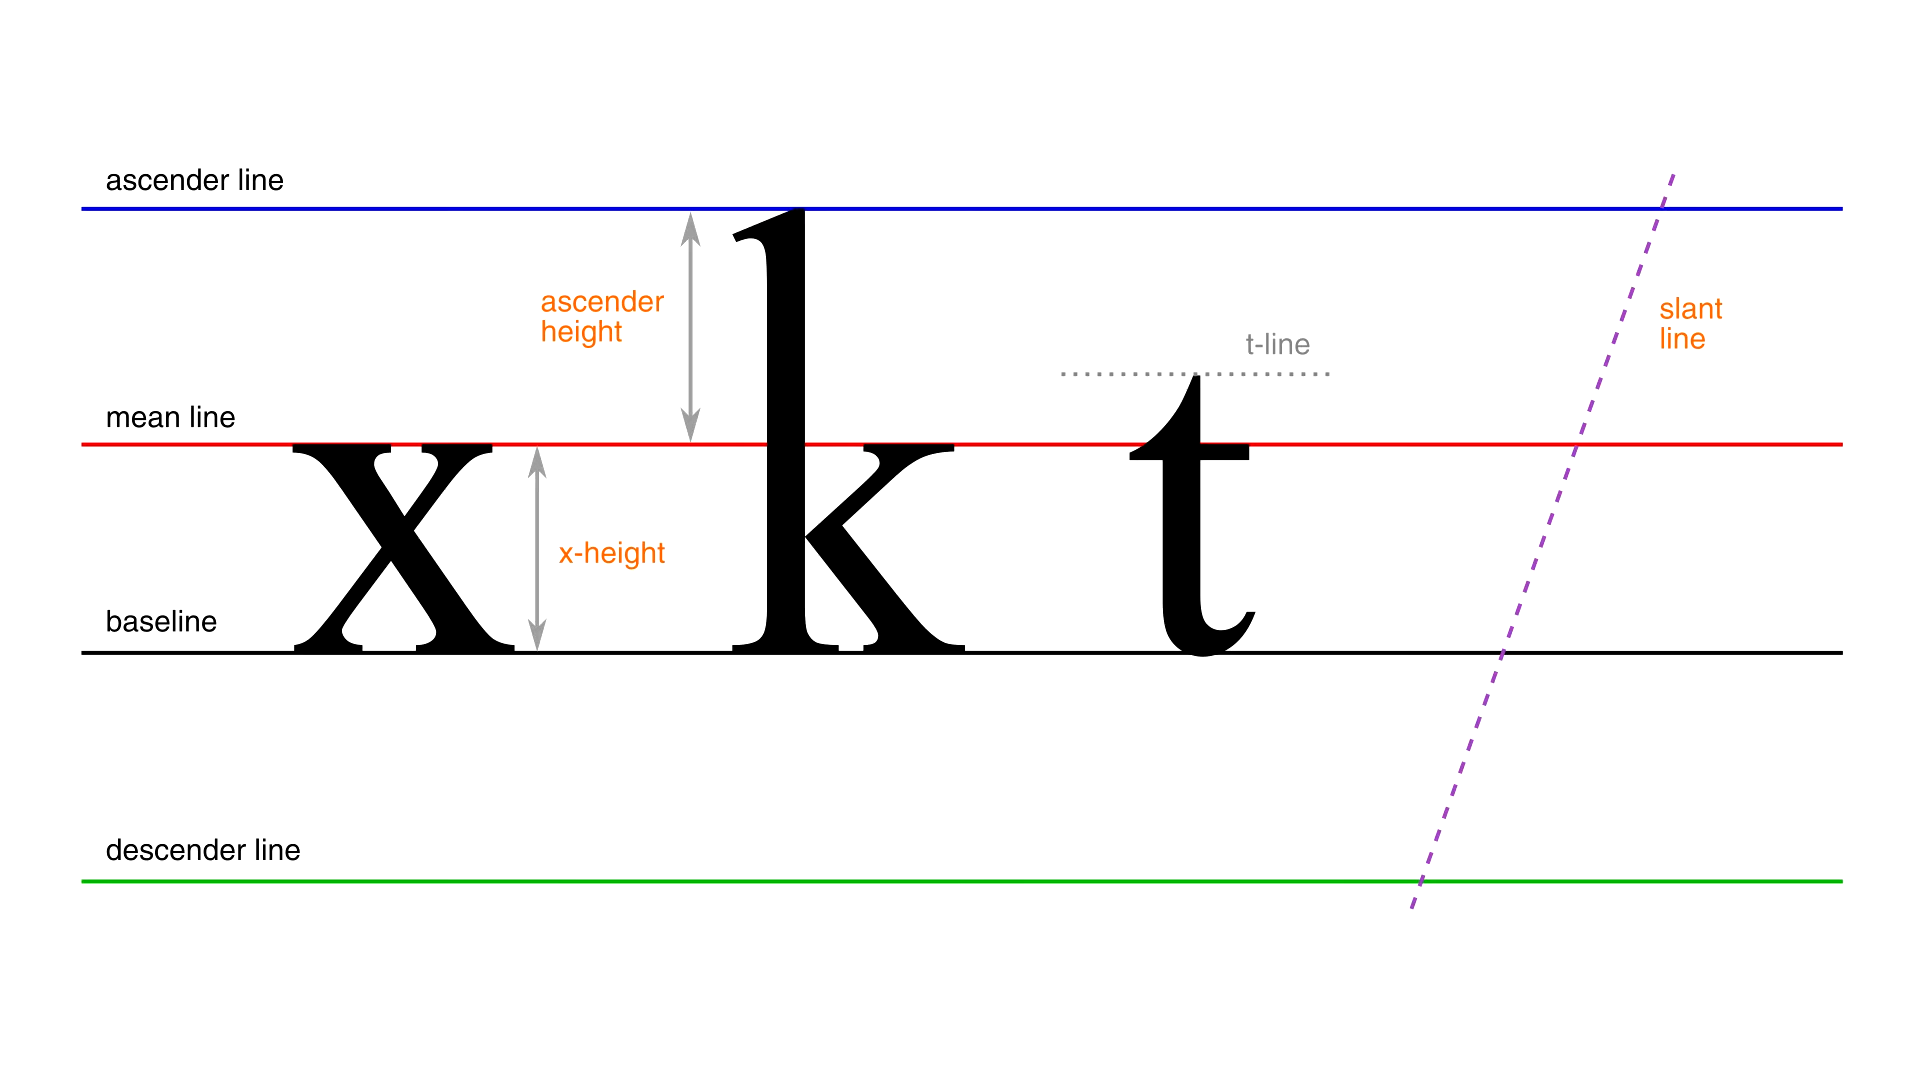 ascender line
ascender
height
slant
line
t-line
mean line
x k t
x-height
baseline
descender line